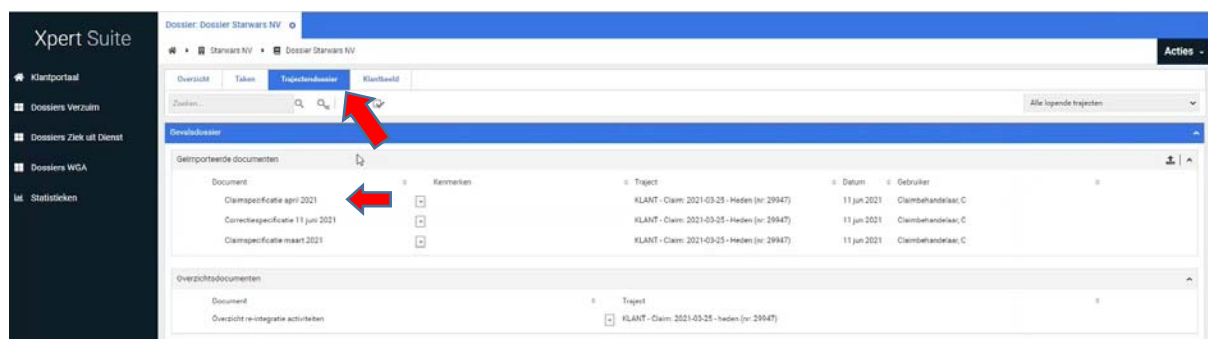 Xpert Suite
Klantportaal
Dossiers Verzuim
Dossiers Ziek uit Dienst
Dossiers WGA
Statistieken
Dossier: Dossier Starwars NV
Starwars NV Dossier Starwars NV
Acties
Overzicht Taken Trajectendossier Klantbeeld
Zoeken... Alle lopende trajecten
Gevalsdossier
Geïmporteerde documenten
Document Kenmerken Traject Datum Gebruiker
Claimspecificatie april 2021 KLANT - Claim: 2021-03-25 - Heden (nr: 29947) 11 jun 2021 Claimbehandelaar, C
Correctiespecificatie 11 juni 2021 KLANT - Claim: 2021-03-25 - Heden (nr: 29947) 11 jun 2021 Claimbehandelaar, C
Claimspecificatie maart 2021 KLANT - Claim: 2021-03-25 - Heden (nr: 29947) 11 jun 2021 Claimbehandelaar, C
Overzichtsdocumenten
Document Traject
Overzicht re-integratie activiteiten KLANT - Claim: 2021-03-25 - heden (nr: 29947)